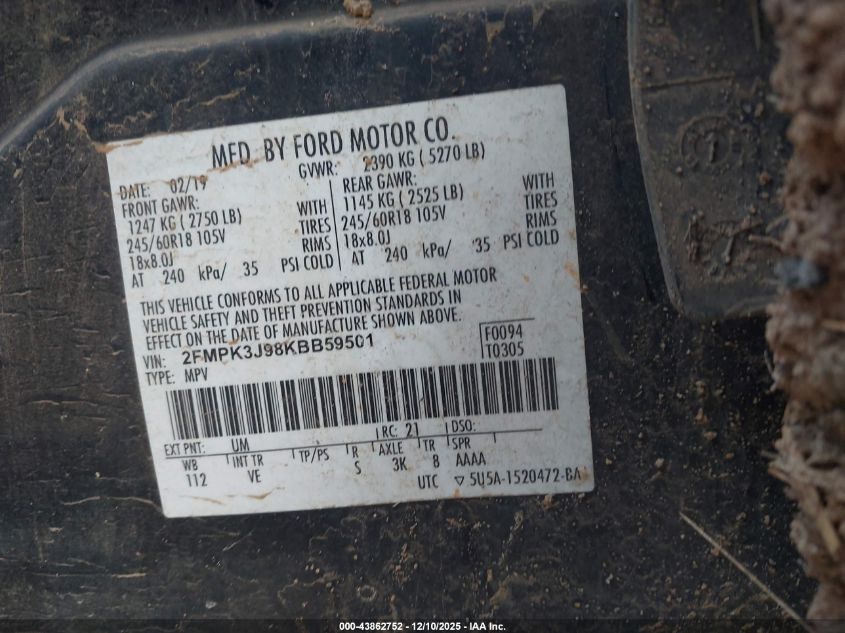 MFD. BY FORD MOTOR CO.
DATE: 02/19 GVWR: 2390 KG ( 5270 LB)
FRONT GAWR: WITH REAR GAWR: WITH
1247 KG ( 2750 LB) TIRES 1145 KG ( 2525 LB) TIRES
245/60R18 105V RIMS 245/60R18 105V RIMS
18x8.0J 18x8.0J
AT 240 kPa/ 35 PSI COLD AT 240 kPa/ 35 PSI COLD
THIS VEHICLE CONFORMS TO ALL APPLICABLE FEDERAL MOTOR
VEHICLE SAFETY AND THEFT PREVENTION STANDARDS IN
EFFECT ON THE DATE OF MANUFACTURE SHOWN ABOVE.
VIN: 2FMPK3J98KBB59501 F0094
TYPE: MPV T0305
EXT PNT: UM RC: 21 DSO:
WB INT TR TP/PS R AXLE TR SPR
112 VE S 3K 8 AAAA
UTC ▽ 5U5A-1520472-BA
000-43862752 - 12/10/2025 - IAA Inc.